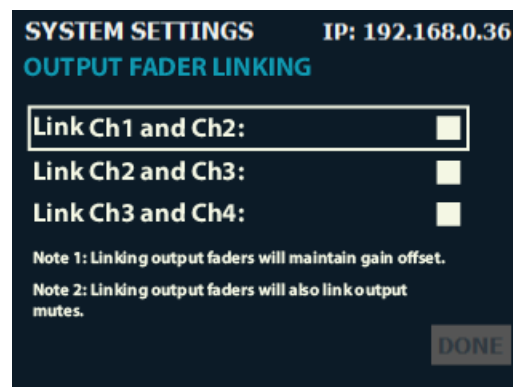 SYSTEM SETTINGS IP: 192.168.0.36
OUTPUT FADER LINKING
Link Ch1 and Ch2:
Link Ch2 and Ch3:
Link Ch3 and Ch4:
Note 1: Linking output faders will maintain gain offset.
Note 2: Linking output faders will also link output
mutes.
DONE